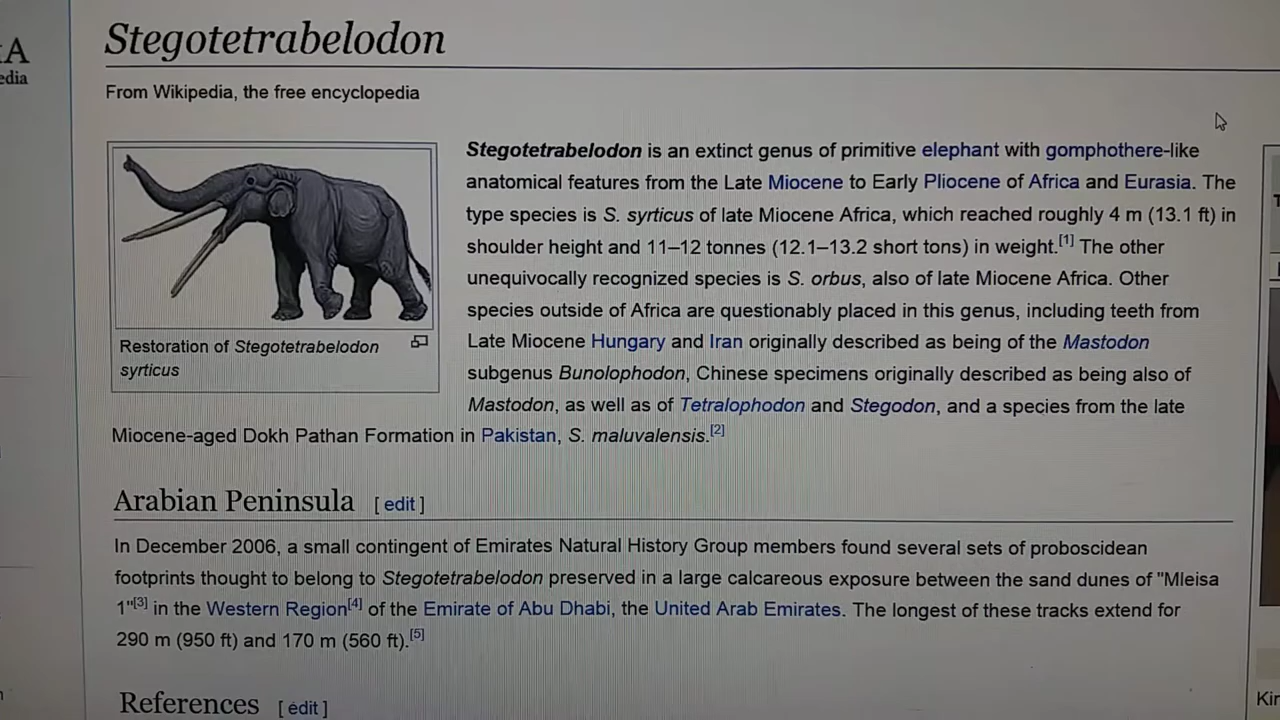 Stegotetrabelodon
From Wikipedia, the free encyclopedia
Stegotetrabelodon is an extinct genus of primitive elephant with gomphothere-like
anatomical features from the Late Miocene to Early Pliocene of Africa and Eurasia. The
type species is S. syrticus of late Miocene Africa, which reached roughly 4 m (13.1 ft) in
shoulder height and 11–12 tonnes (12.1–13.2 short tons) in weight.[1] The other
unequivocally recognized species is S. orbus, also of late Miocene Africa. Other
species outside of Africa are questionably placed in this genus, including teeth from
Late Miocene Hungary and Iran originally described as being of the Mastodon
subgenus Bunolophodon, Chinese specimens originally described as being also of
Mastodon, as well as of Tetralophodon and Stegodon, and a species from the late
Miocene-aged Dokh Pathan Formation in Pakistan, S. maluvalensis.[2]
Restoration of Stegotetrabelodon
syrticus
Arabian Peninsula [ edit ]
In December 2006, a small contingent of Emirates Natural History Group members found several sets of proboscidean
footprints thought to belong to Stegotetrabelodon preserved in a large calcareous exposure between the sand dunes of "Mleisa
1"[3] in the Western Region[4] of the Emirate of Abu Dhabi, the United Arab Emirates. The longest of these tracks extend for
290 m (950 ft) and 170 m (560 ft).[5]
References [ edit ]